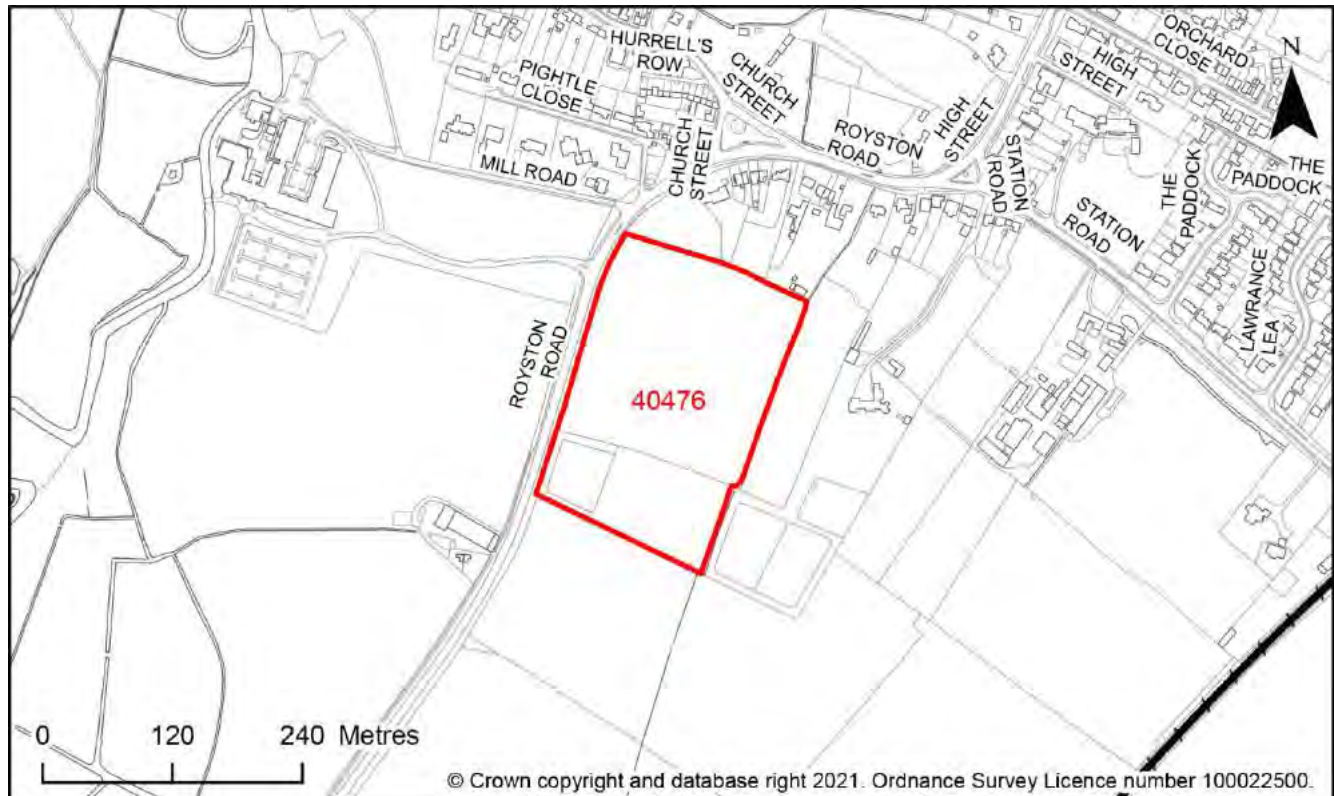 ORCHARD
CLOSE
HURRELL'S
ROW
N
HIGH
STREET
CHURCH
STREET
PIGHTLE
CLOSE
HIGH
STREET
ROYSTON
ROAD
STATION
ROAD
THE
PADDOCK
MILL ROAD
CHURCH
STREET
THE
PADDOCK
STATION
ROAD
LAWRANCE
LEA
ROYSTON
ROAD
40476
0 120 240 Metres
© Crown copyright and database right 2021. Ordnance Survey Licence number 100022500.